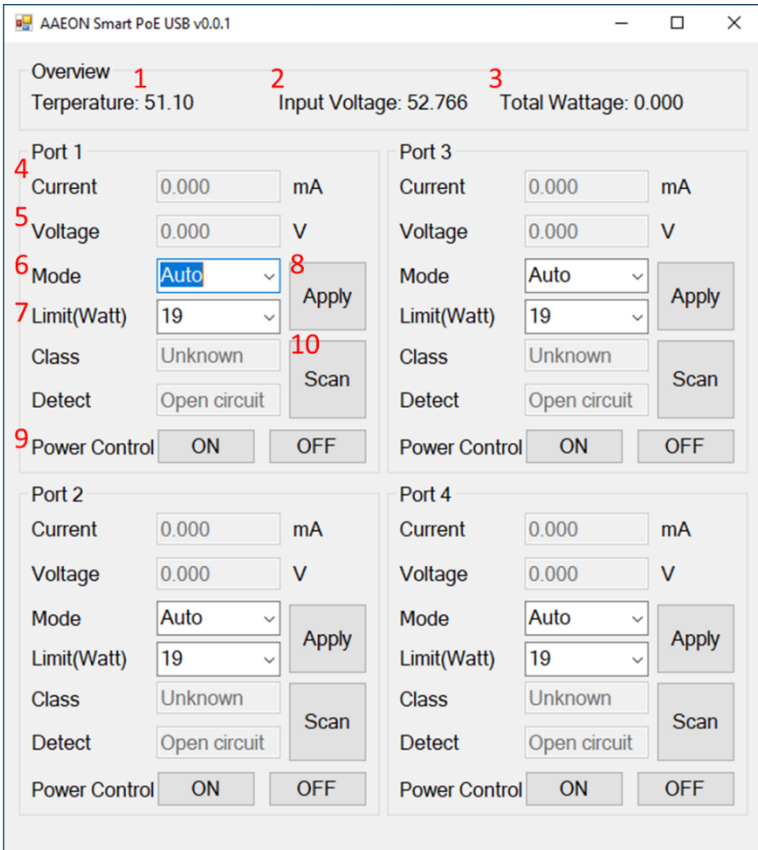 AAEON Smart PoE USB v0.0.1
Overview
1 2 3
Terperature: 51.10 Input Voltage: 52.766 Total Wattage: 0.000
Port 1
4
Current 0.000 mA
5
Voltage 0.000 V
6 Mode Auto 8
Apply
7 Limit(Watt) 19
10
Class Unknown
Scan
Detect Open circuit
9 Power Control ON OFF
Port 3
Current 0.000 mA
Voltage 0.000 V
Mode Auto
Apply
Limit(Watt) 19
Class Unknown
Scan
Detect Open circuit
Power Control ON OFF
Port 2
Current 0.000 mA
Voltage 0.000 V
Mode Auto
Apply
Limit(Watt) 19
Class Unknown
Scan
Detect Open circuit
Power Control ON OFF
Port 4
Current 0.000 mA
Voltage 0.000 V
Mode Auto
Apply
Limit(Watt) 19
Class Unknown
Scan
Detect Open circuit
Power Control ON OFF